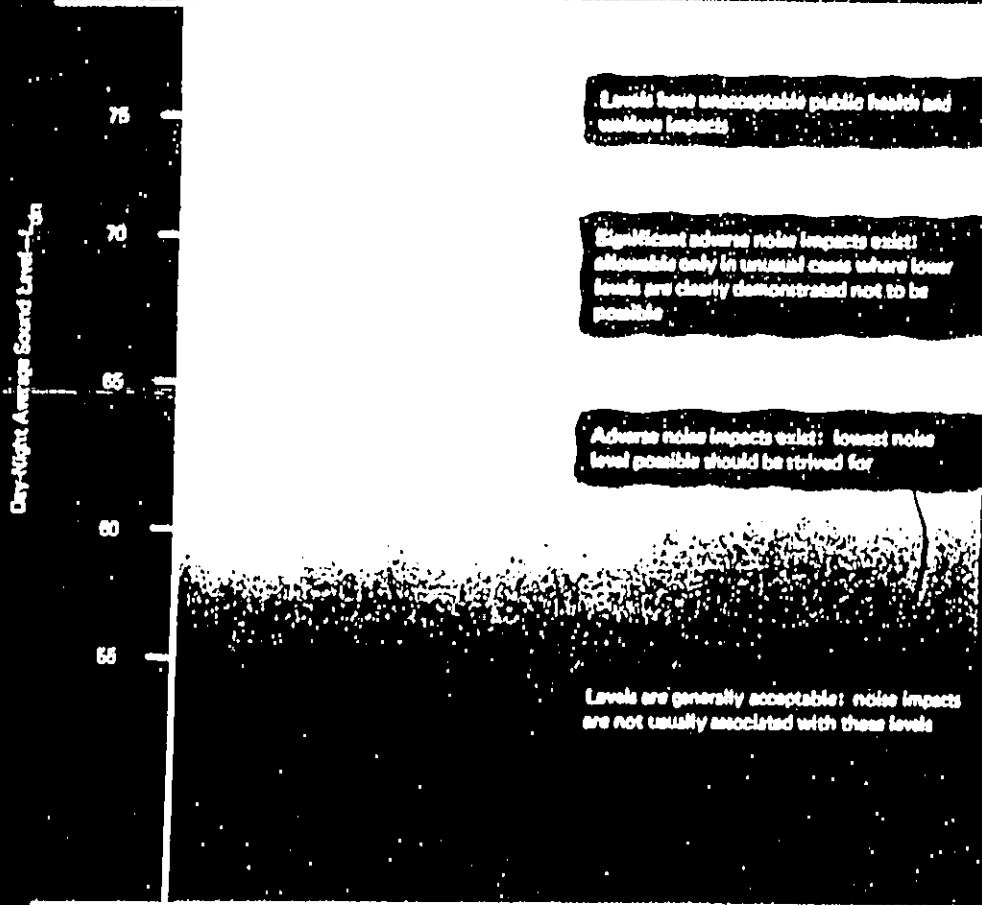 75
Levels have unacceptable public health and
welfare impacts
70
Significant adverse noise impacts exist:
allowable only in unusual cases where lower
levels are clearly demonstrated not to be
possible
65
Adverse noise impacts exist: lowest noise
level possible should be strived for
60
55
Levels are generally acceptable: noise impacts
are not usually associated with these levels
Day-Night Average Sound Level—Ldn